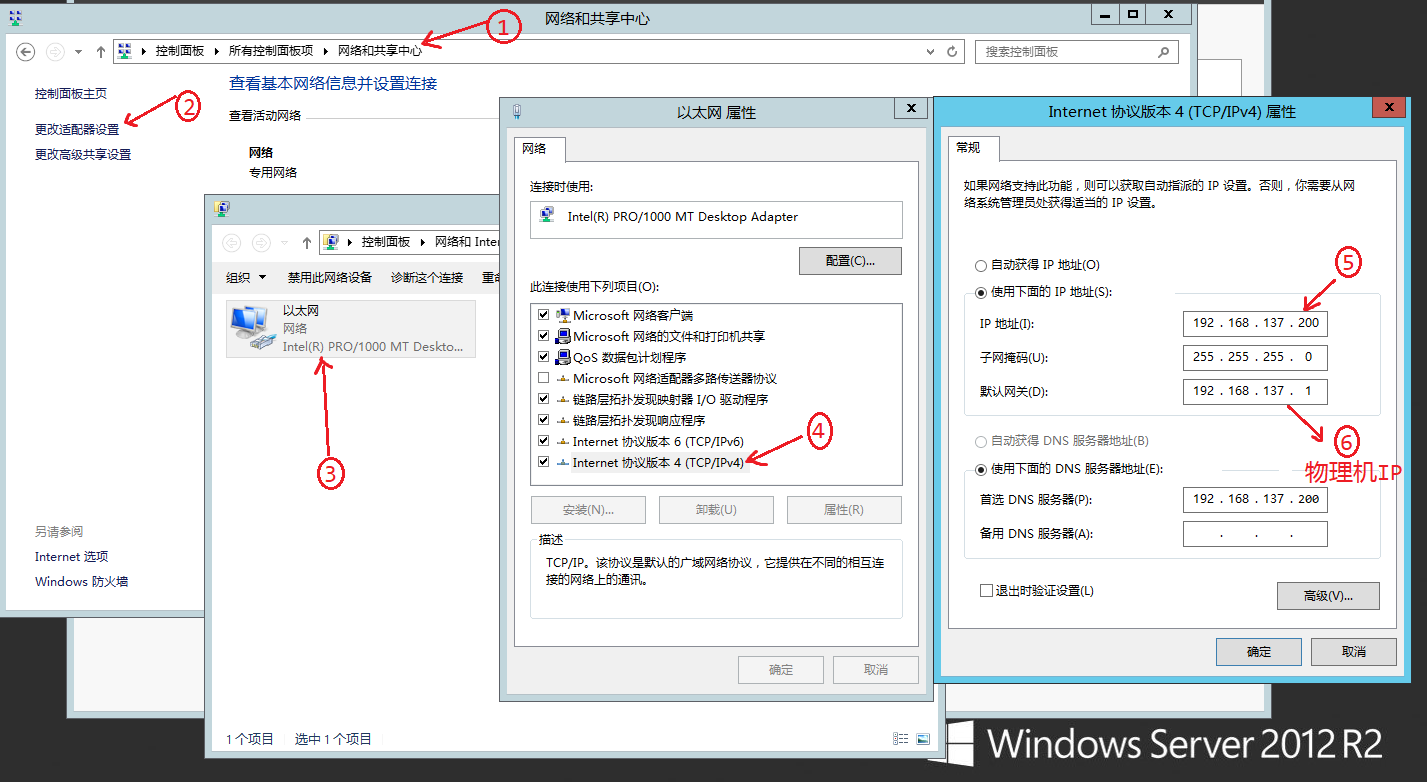 网络和共享中心
①
控制面板 所有控制面板项 网络和共享中心
搜索控制面板
控制面板主页
②
更改适配器设置
更改高级共享设置
查看基本网络信息并设置连接
查看活动网络
网络
专用网络
另请参阅
Internet 选项
Windows 防火墙
控制面板 网络和 Inter
组织 禁用此网络设备 诊断这个连接
以太网
网络
Intel(R) PRO/1000 MT Deskto...
③
1 个项目 选中 1 个项目
以太网 属性
网络
连接时使用:
Intel(R) PRO/1000 MT Desktop Adapter
配置(C)...
此连接使用下列项目(O):
Microsoft 网络客户端
Microsoft 网络的文件和打印机共享
QoS 数据包计划程序
Microsoft 网络适配器多路传送器协议
链路层拓扑发现映射器 I/O 驱动程序
链路层拓扑发现响应程序
Internet 协议版本 6 (TCP/IPv6)
Internet 协议版本 4 (TCP/IPv4)
④
安装(N)... 卸载(U) 属性(R)
描述
TCP/IP。该协议是默认的广域网络协议，它提供在不同的相互连
接的网络上的通讯。
确定 取消
Internet 协议版本 4 (TCP/IPv4) 属性
常规
如果网络支持此功能，则可以获取自动指派的 IP 设置。否则，你需要从网
络系统管理员处获得适当的 IP 设置。
自动获得 IP 地址(O)
⑤
使用下面的 IP 地址(S):
IP 地址(I): 192 . 168 . 137 . 200
子网掩码(U): 255 . 255 . 255 . 0
默认网关(D): 192 . 168 . 137 . 1
⑥
物理机IP
自动获得 DNS 服务器地址(B)
使用下面的 DNS 服务器地址(E):
首选 DNS 服务器(P): 192 . 168 . 137 . 200
备用 DNS 服务器(A): . . .
退出时验证设置(L)
高级(V)...
确定 取消
Windows Server 2012 R2